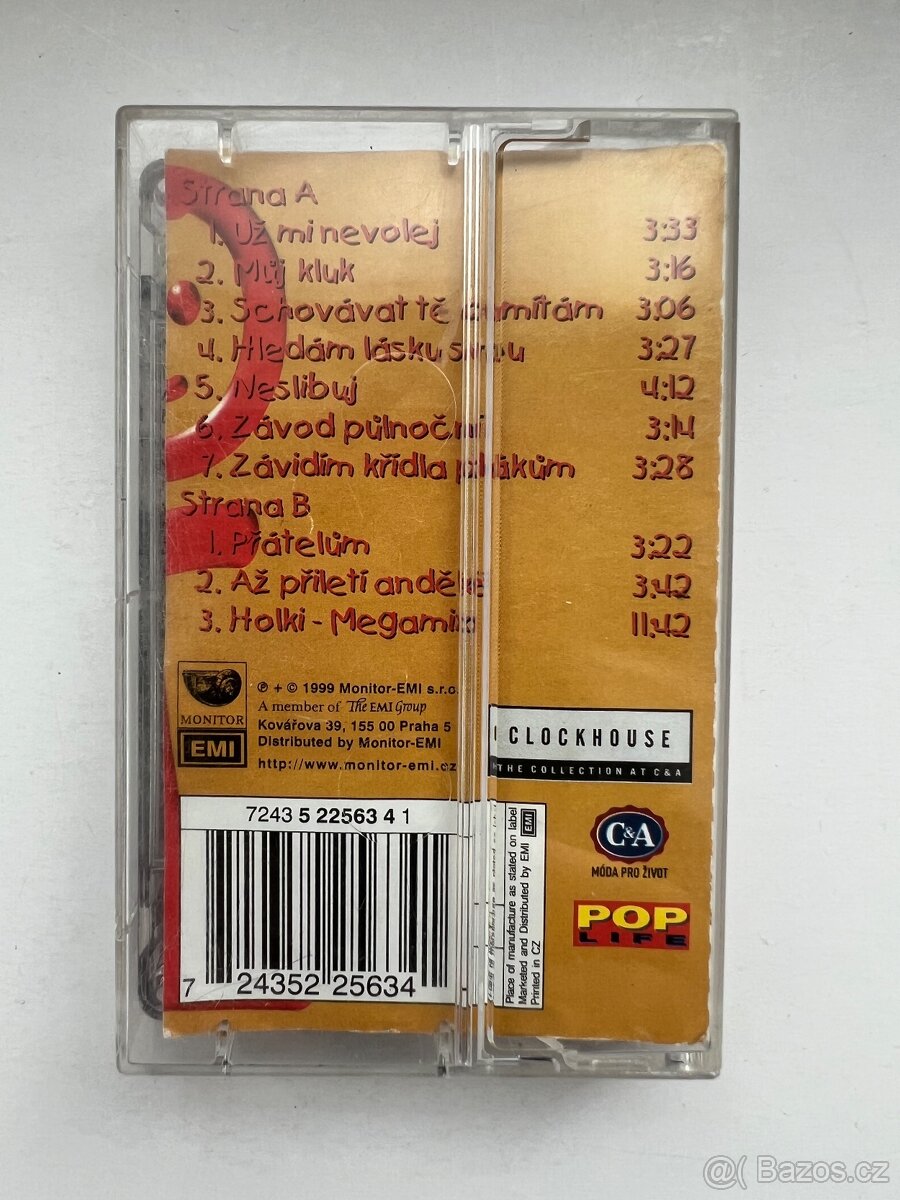 Strana A
1. Už mi nevolej 3:33
2. Můj kluk 3:16
3. Schovávat tě odmítám 3:06
4. Hledám lásku svou 3:27
5. Neslibuj 4:12
6. Závod půlnoční 3:14
7. Závidím křídla ptákům 3:28
Strana B
1. Přátelům 3:22
2. Až přiletí andělé 3:42
3. Holki - Megamix 11:42
℗ + © 1999 Monitor-EMI s.r.o.
A member of The EMI Group
Kovářova 39, 155 00 Praha 5
Distributed by Monitor-EMI
http://www.monitor-emi.cz
MONITOR
EMI
CLOCKHOUSE
THE COLLECTION AT C&A
7243 5 22563 4 1
7 24352 25634
Place of manufacture as stated on label
Marketed and Distributed by EMI EMI
Printed in CZ
C&A
MÓDA PRO ŽIVOT
POP
LIFE
@( Bazos.cz